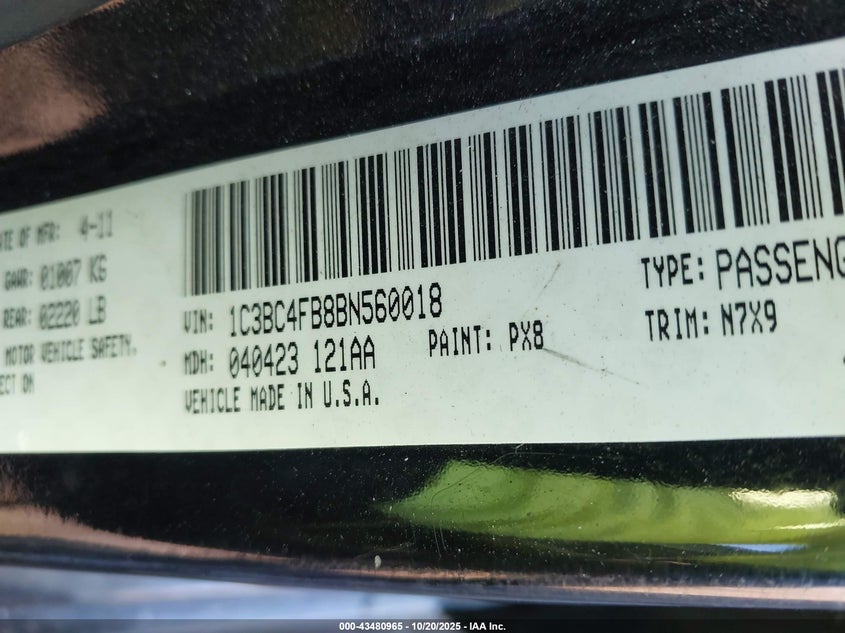 ATE OF MFR: 4-11
GAWR: 01007 KG
REAR: 02220 LB
MOTOR VEHICLE SAFETY.
ECT ON
VIN: 1C3BC4FB8BN560018
MDH: 040423 121AA
VEHICLE MADE IN U.S.A.
PAINT: PX8
TYPE: PASSENG
TRIM: N7X9
000-43480965 - 10/20/2025 - IAA Inc.